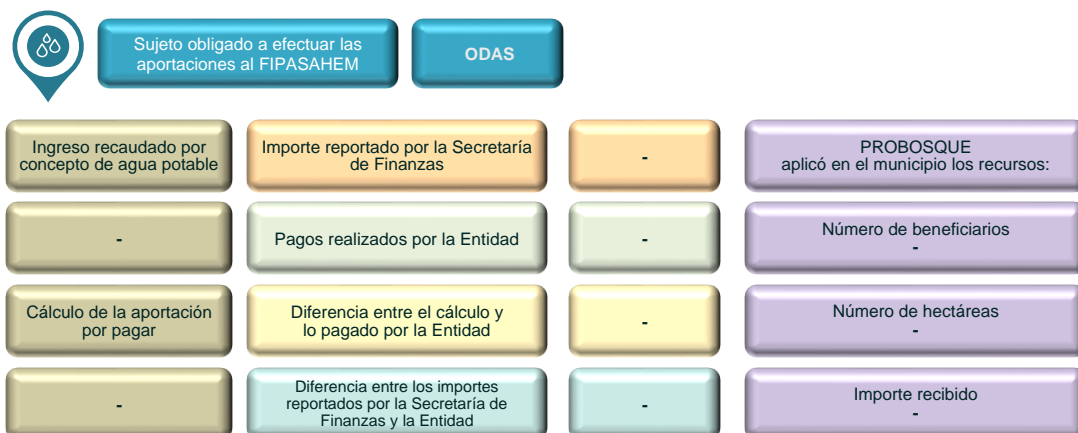 Sujeto obligado a efectuar las
aportaciones al FIPASAHEM
ODAS
Ingreso recaudado por
concepto de agua potable
Importe reportado por la Secretaría
de Finanzas
-
PROBOSQUE
aplicó en el municipio los recursos:
-
Pagos realizados por la Entidad
-
Número de beneficiarios
-
Cálculo de la aportación
por pagar
Diferencia entre el cálculo y
lo pagado por la Entidad
-
Número de hectáreas
-
-
Diferencia entre los importes
reportados por la Secretaría de
Finanzas y la Entidad
-
Importe recibido
-